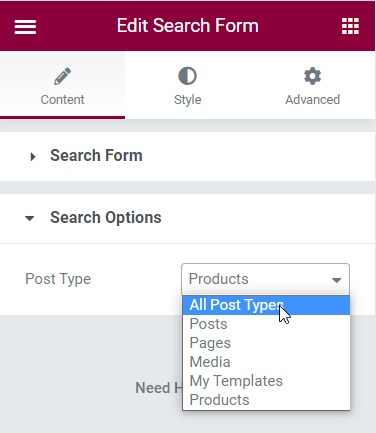 Edit Search Form
Content Style Advanced
Search Form
Search Options
Post Type Products
All Post Types
Posts
Pages
Media
My Templates
Products
Need